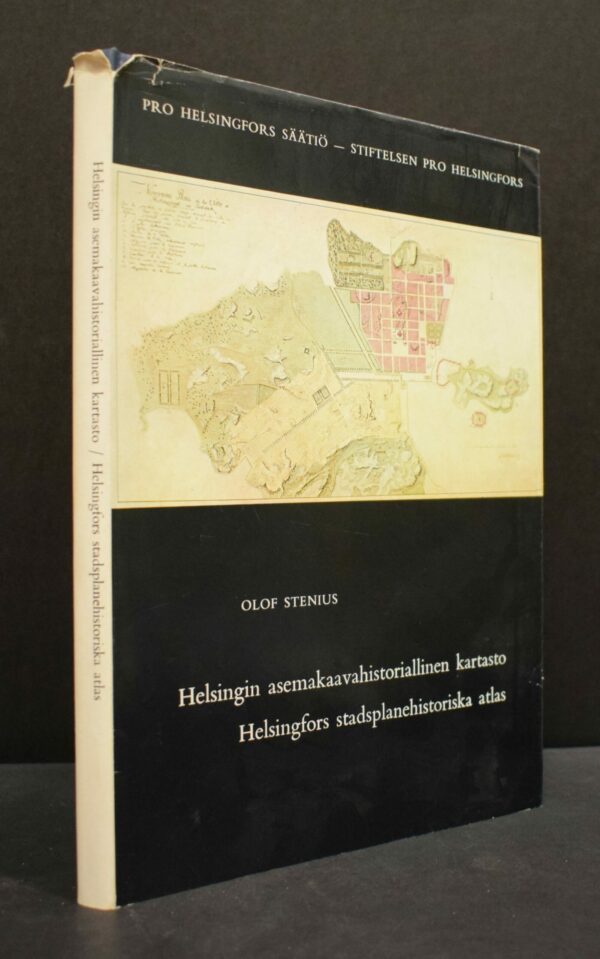 PRO HELSINGFORS SÄÄTIÖ — STIFTELSEN PRO HELSINGFORS
OLOF STENIUS
Helsingin asemakaavahistoriallinen kartasto
Helsingfors stadsplanehistoriska atlas
Helsingin asemakaavahistoriallinen kartasto / Helsingfors stadsplanehistoriska atlas